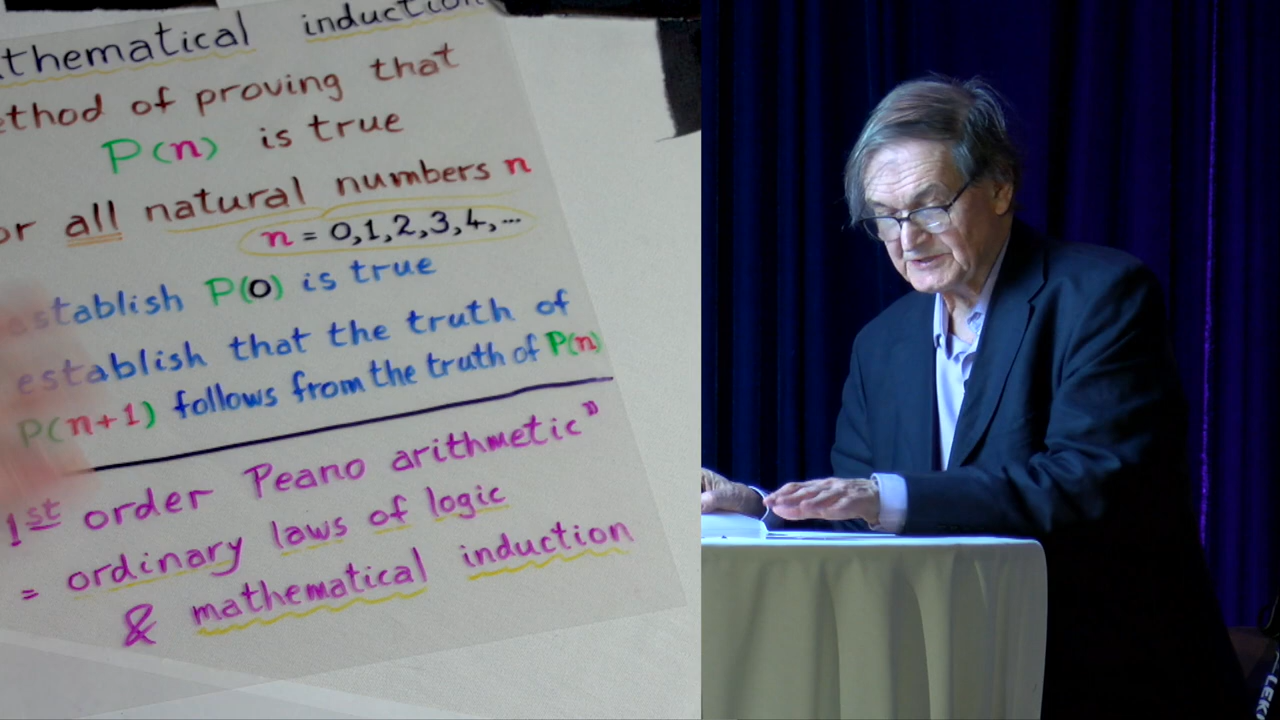 thematical induction
ethod of proving that
P(n) is true
or all natural numbers n
n = 0,1,2,3,4,...
establish P(0) is true
establish that the truth of
P(n+1) follows from the truth of P(n)
1st order Peano arithmetic"
= ordinary laws of logic
& mathematical induction
LEKI